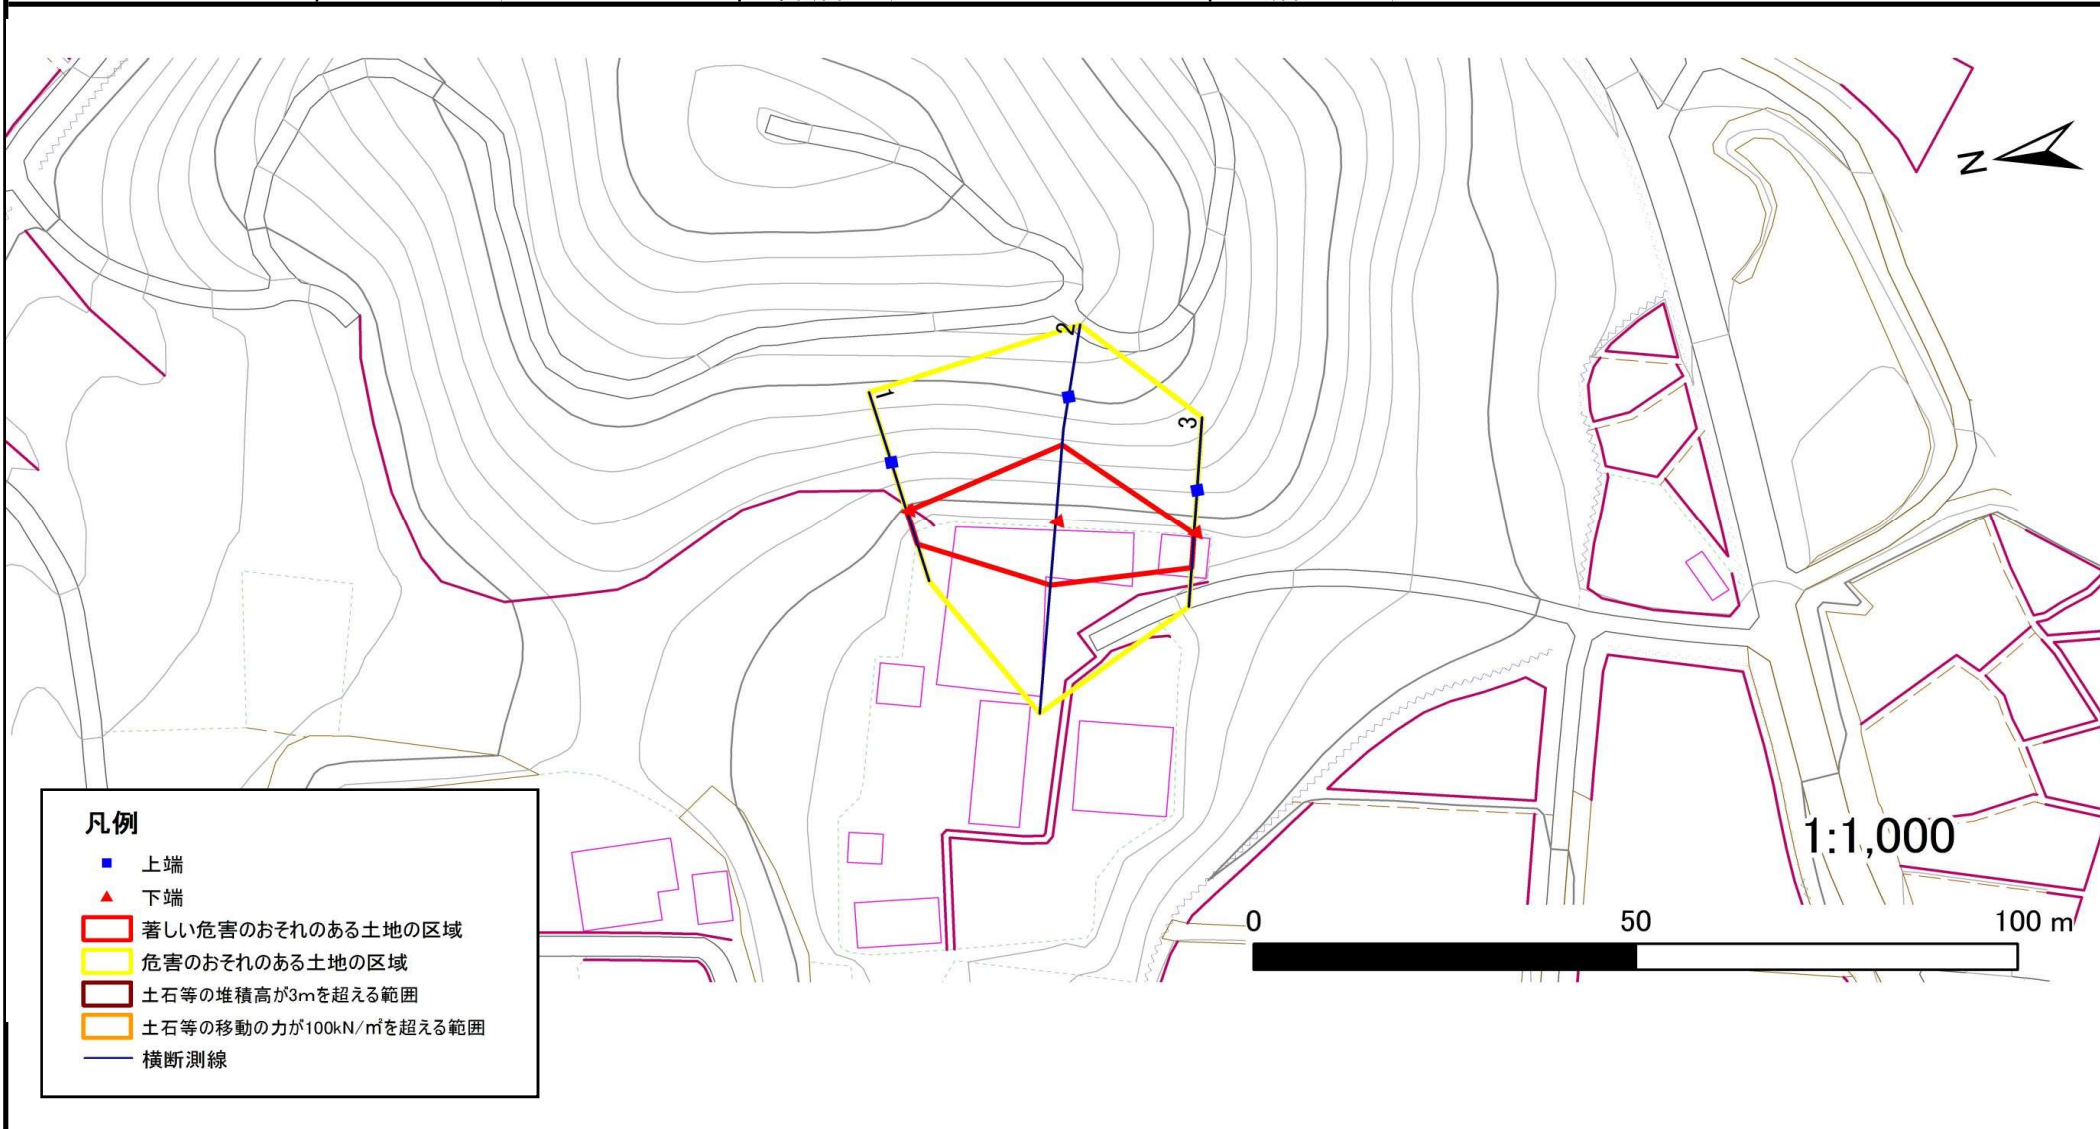 N
2
1
3
1:1,000
0 50 100 m
凡例
上端
下端
著しい危害のおそれのある土地の区域
危害のおそれのある土地の区域
土石等の堆積高が3mを超える範囲
土石等の移動の力が100kN/㎡を超える範囲
横断測線